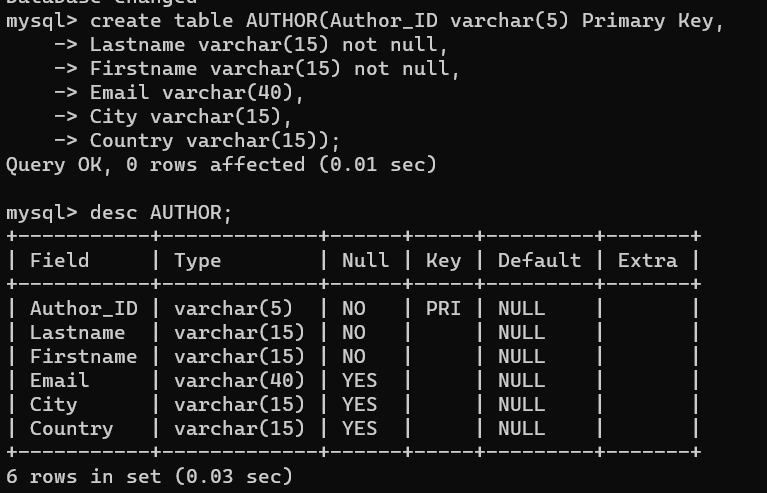 Database changed
mysql> create table AUTHOR(Author_ID varchar(5) Primary Key,
    -> Lastname varchar(15) not null,
    -> Firstname varchar(15) not null,
    -> Email varchar(40),
    -> City varchar(15),
    -> Country varchar(15));
Query OK, 0 rows affected (0.01 sec)

mysql> desc AUTHOR;
+-----------+-------------+------+-----+---------+-------+
| Field     | Type        | Null | Key | Default | Extra |
+-----------+-------------+------+-----+---------+-------+
| Author_ID | varchar(5)  | NO   | PRI | NULL    |       |
| Lastname  | varchar(15) | NO   |     | NULL    |       |
| Firstname | varchar(15) | NO   |     | NULL    |       |
| Email     | varchar(40) | YES  |     | NULL    |       |
| City      | varchar(15) | YES  |     | NULL    |       |
| Country   | varchar(15) | YES  |     | NULL    |       |
+-----------+-------------+------+-----+---------+-------+
6 rows in set (0.03 sec)